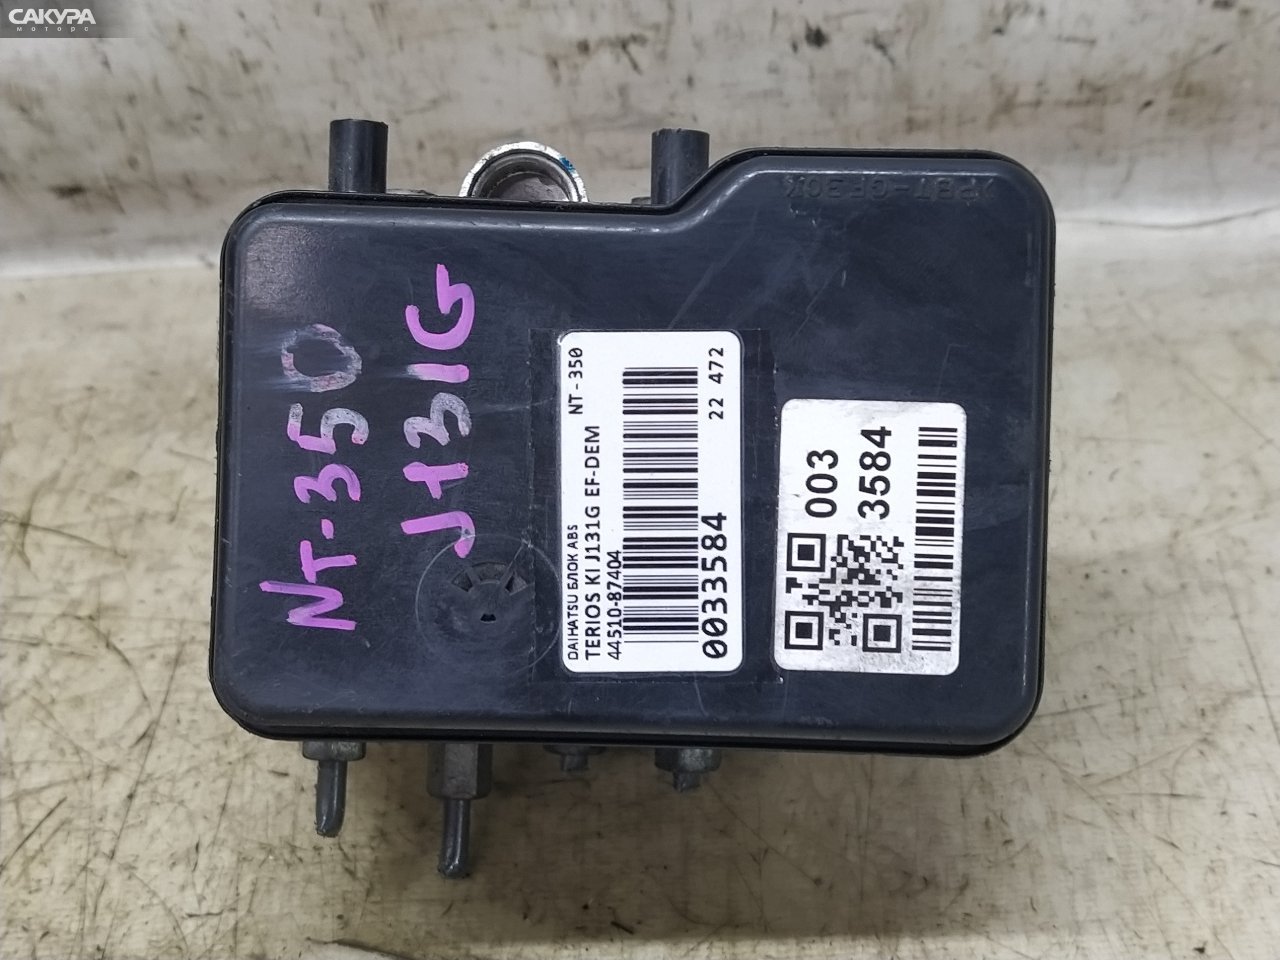 САКУРА
моторс
NT-350
J131G
DAIHATSU БЛОК ABS
TERIOS KI J131G EF-DEM
44510-87404
NT-350
22 472
0033584
003
3584